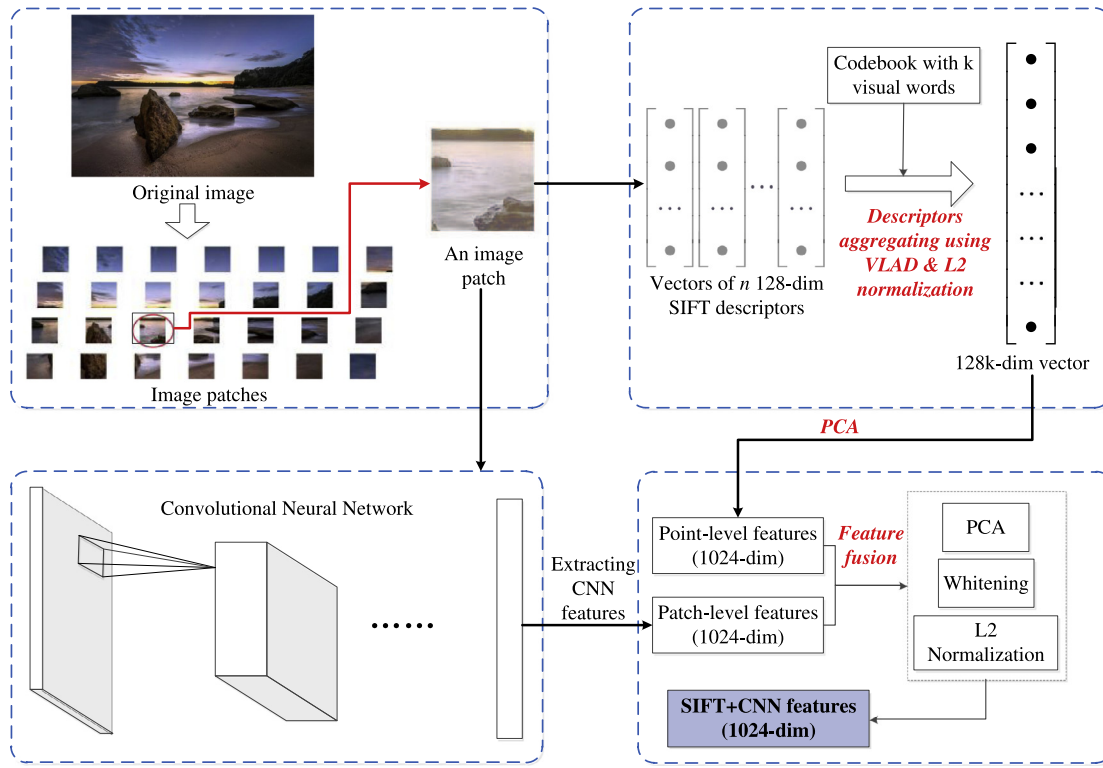 Original image
Image patches
An image
patch
Codebook with k
visual words
Vectors of n 128-dim
SIFT descriptors
Descriptors
aggregating using
VLAD & L2
normalization
128k-dim vector
PCA
Convolutional Neural Network
Extracting
CNN
features
Point-level features
(1024-dim)
Patch-level features
(1024-dim)
Feature
fusion
PCA
Whitening
L2
Normalization
SIFT+CNN features
(1024-dim)